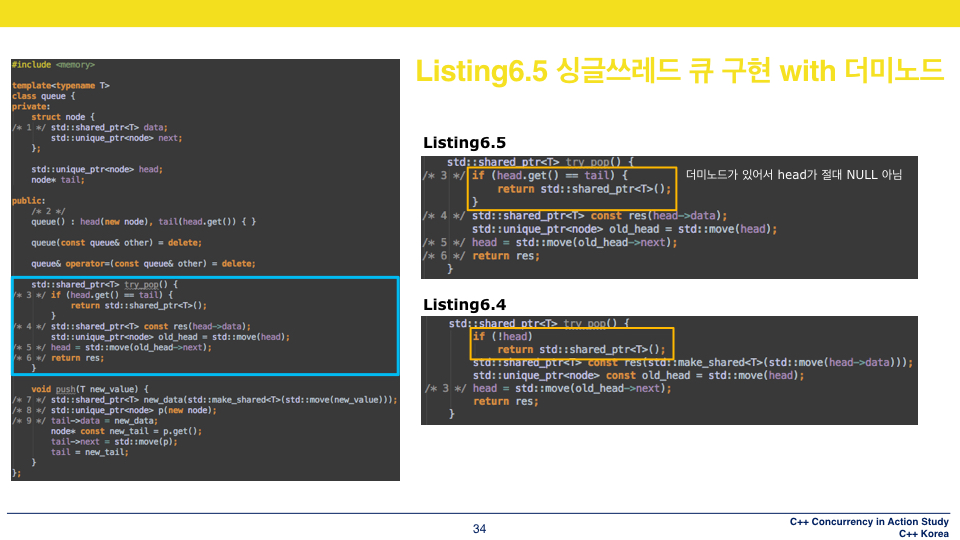 Listing6.5 싱글쓰레드 큐 구현 with 더미노드
#include <memory>
template<typename T>
class queue {
private:
struct node {
/* 1 */ std::shared_ptr<T> data;
std::unique_ptr<node> next;
};
std::unique_ptr<node> head;
node* tail;
public:
/* 2 */
queue() : head(new node), tail(head.get()) { }
queue(const queue& other) = delete;
queue& operator=(const queue& other) = delete;
std::shared_ptr<T> try_pop() {
/* 3 */ if (head.get() == tail) {
return std::shared_ptr<T>();
}
/* 4 */ std::shared_ptr<T> const res(head->data);
std::unique_ptr<node> old_head = std::move(head);
/* 5 */ head = std::move(old_head->next);
/* 6 */ return res;
}
void push(T new_value) {
/* 7 */ std::shared_ptr<T> new_data(std::make_shared<T>(std::move(new_value)));
/* 8 */ std::unique_ptr<node> p(new node);
/* 9 */ tail->data = new_data;
node* const new_tail = p.get();
tail->next = std::move(p);
tail = new_tail;
}
};
Listing6.5
std::shared_ptr<T> try_pop() {
/* 3 */ if (head.get() == tail) {
더미노드가 있어서 head가 절대 NULL 아님
return std::shared_ptr<T>();
}
/* 4 */ std::shared_ptr<T> const res(head->data);
std::unique_ptr<node> old_head = std::move(head);
/* 5 */ head = std::move(old_head->next);
/* 6 */ return res;
}
Listing6.4
std::shared_ptr<T> try_pop() {
if (!head)
return std::shared_ptr<T>();
std::shared_ptr<T> const res(std::make_shared<T>(std::move(head->data)));
std::unique_ptr<node> const old_head = std::move(head);
/* 3 */ head = std::move(old_head->next);
return res;
}
34
C++ Concurrency in Action Study
C++ Korea